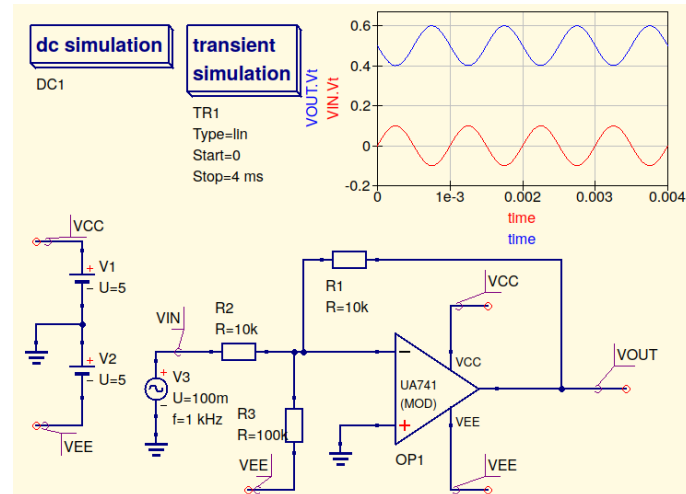 dc simulation
DC1
transient
simulation
TR1
Type=lin
Start=0
Stop=4 ms
VOUT.Vt
VIN.Vt
0.6
0.4
0.2
0
-0.2
0
1e-3
0.002
0.003
0.004
time
time
VCC
+
V1
U=5
−
+
V2
U=5
−
VEE
VIN
+
V3
U=100m
f=1 kHz
−
R2
R=10k
R3
R=100k
VEE
R1
R=10k
−
UA741
(MOD)
+
OP1
VCC
VCC
VEE
VEE
VOUT